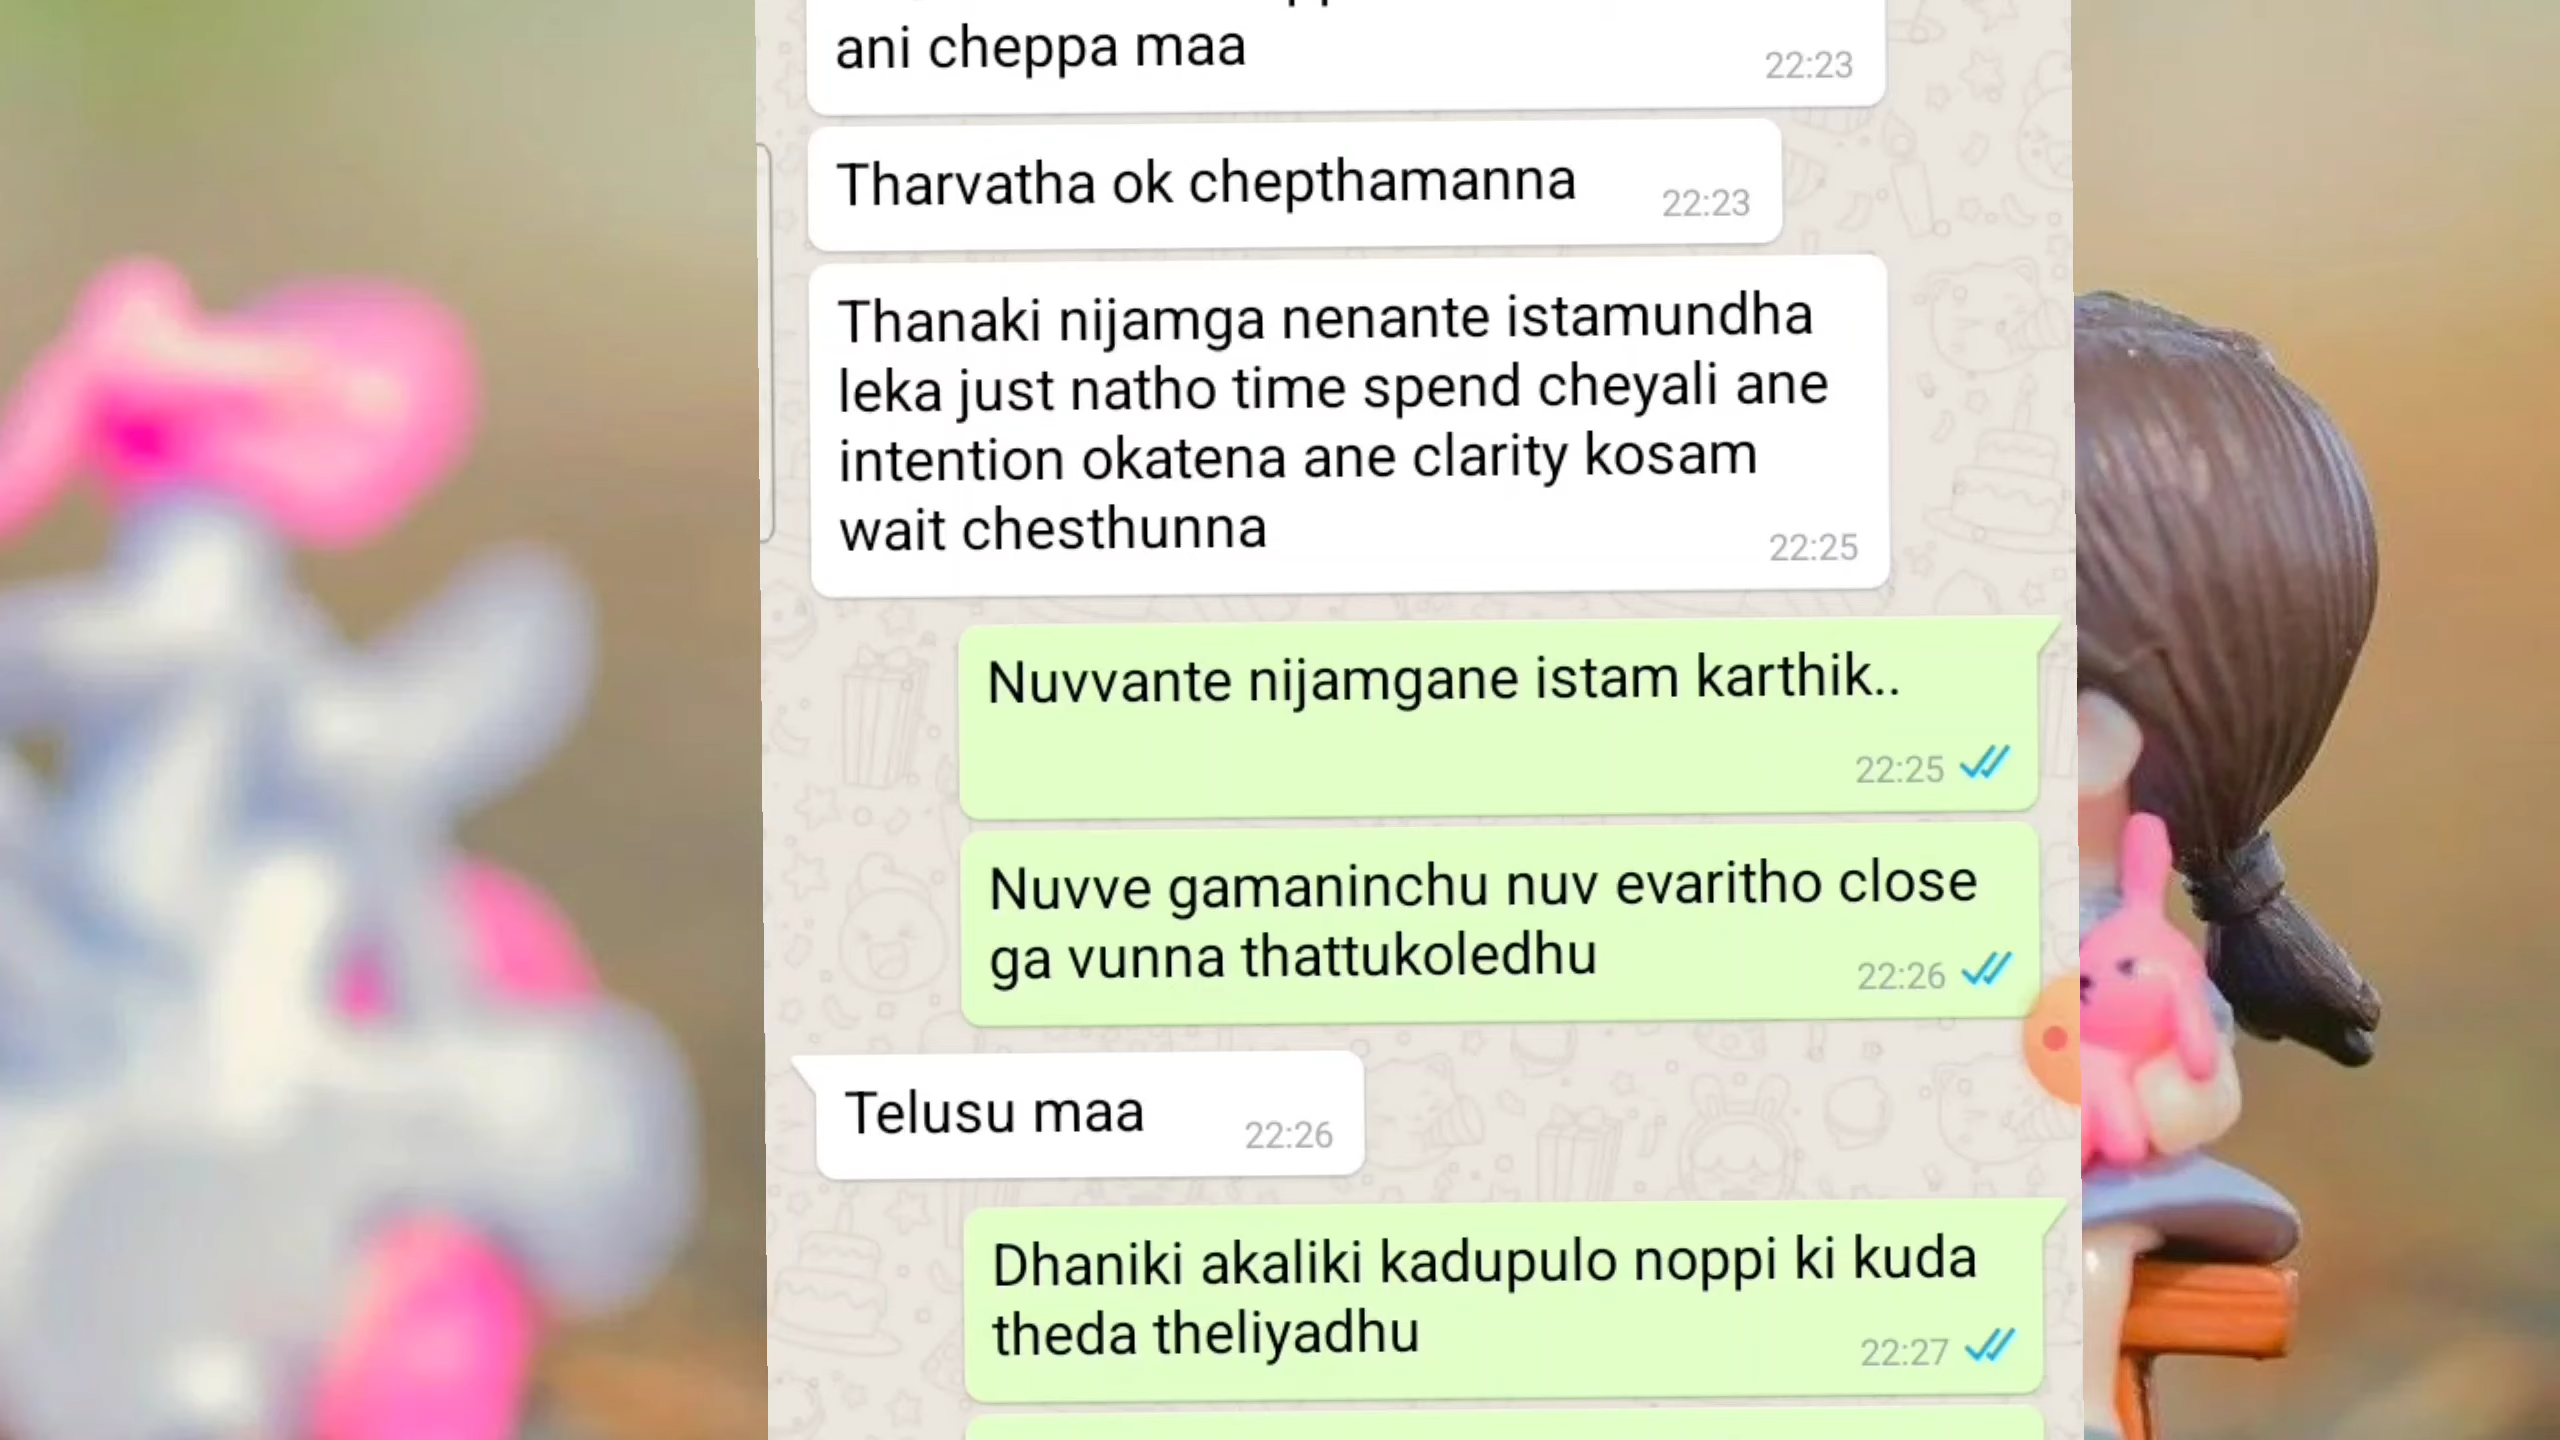 ani cheppa maa
22:23
Tharvatha ok chepthamanna
22:23
Thanaki nijamga nenante istamundha
leka just natho time spend cheyali ane
intention okatena ane clarity kosam
wait chesthunna
22:25
Nuvvante nijamgane istam karthik..
22:25
Nuvve gamaninchu nuv evaritho close
ga vunna thattukoledhu
22:26
Telusu maa
22:26
Dhaniki akaliki kadupulo noppi ki kuda
theda theliyadhu
22:27